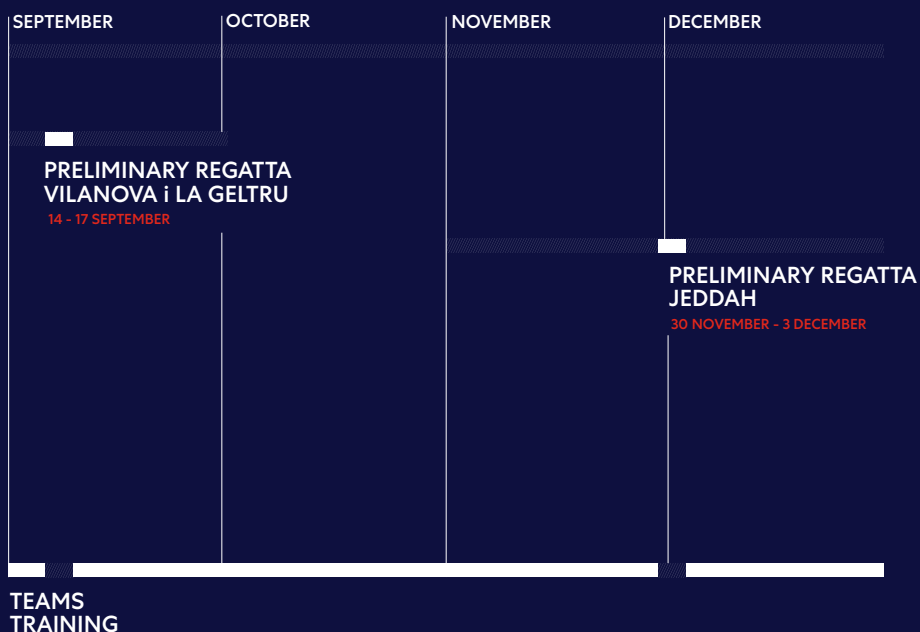 SEPTEMBER
OCTOBER
NOVEMBER
DECEMBER
PRELIMINARY REGATTA
VILANOVA i LA GELTRU
14 - 17 SEPTEMBER
PRELIMINARY REGATTA
JEDDAH
30 NOVEMBER - 3 DECEMBER
TEAMS
TRAINING